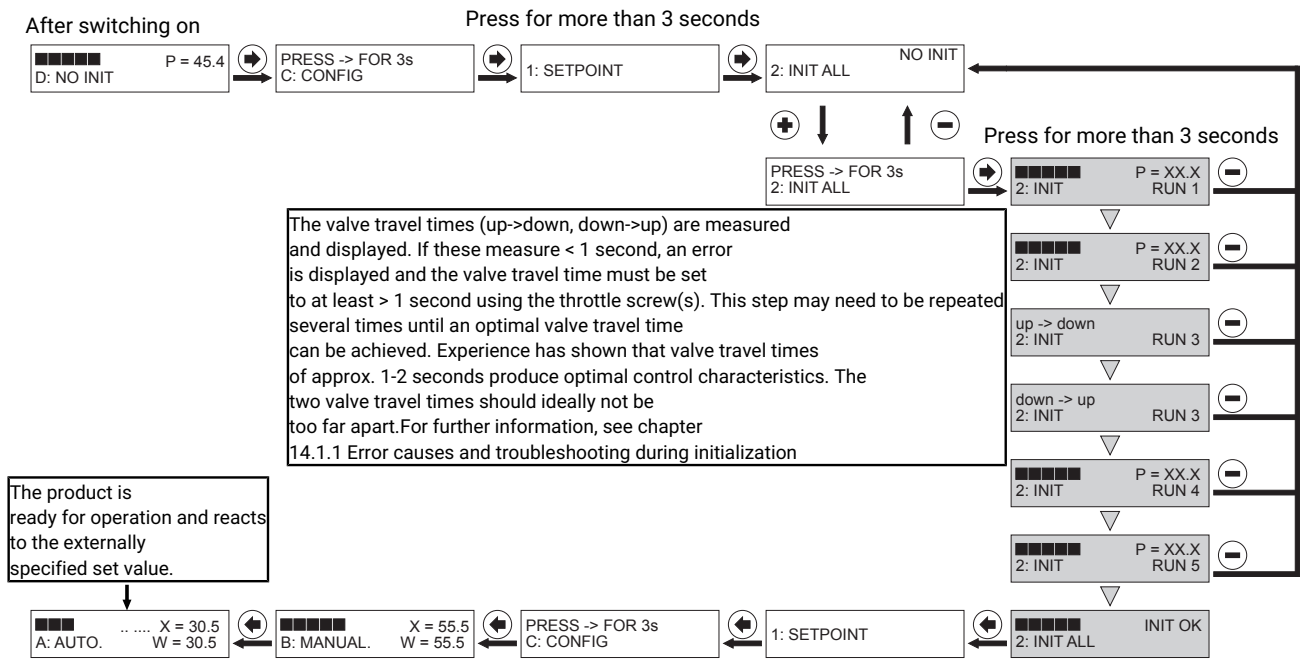 After switching on
Press for more than 3 seconds
P = 45.4
D: NO INIT
PRESS -> FOR 3s
C: CONFIG
1: SETPOINT
NO INIT
2: INIT ALL
Press for more than 3 seconds
PRESS -> FOR 3s
2: INIT ALL
P = XX.X
2: INIT RUN 1
P = XX.X
2: INIT RUN 2
up -> down
2: INIT RUN 3
down -> up
2: INIT RUN 3
P = XX.X
2: INIT RUN 4
P = XX.X
2: INIT RUN 5
The valve travel times (up->down, down->up) are measured
and displayed. If these measure < 1 second, an error
is displayed and the valve travel time must be set
to at least > 1 second using the throttle screw(s). This step may need to be repeated
several times until an optimal valve travel time
can be achieved. Experience has shown that valve travel times
of approx. 1-2 seconds produce optimal control characteristics. The
two valve travel times should ideally not be
too far apart.For further information, see chapter
14.1.1 Error causes and troubleshooting during initialization
The product is
ready for operation and reacts
to the externally
specified set value.
.. .... X = 30.5
A: AUTO. W = 30.5
X = 55.5
B: MANUAL. W = 55.5
PRESS -> FOR 3s
C: CONFIG
1: SETPOINT
INIT OK
2: INIT ALL